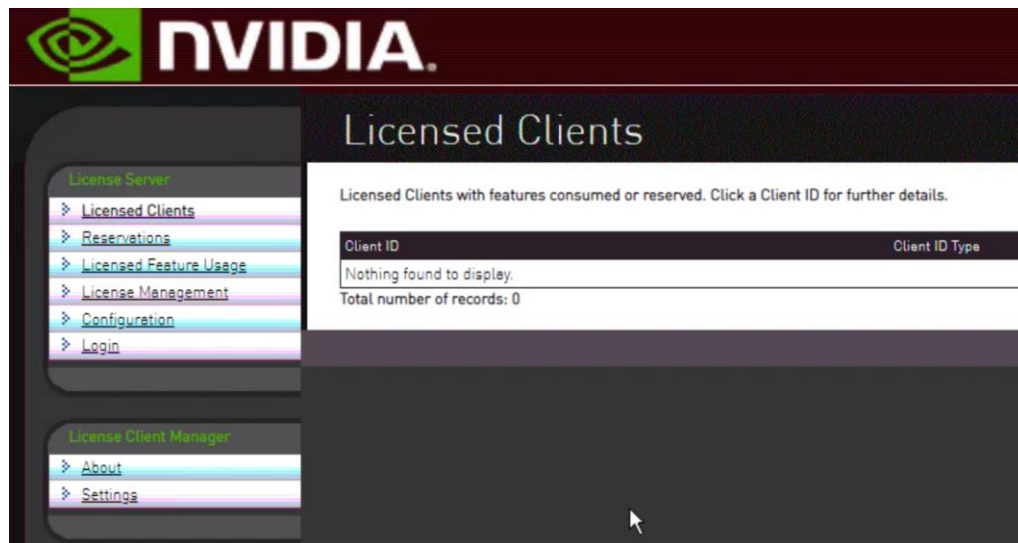 NVIDIA.
Licensed Clients
License Server
Licensed Clients
Reservations
Licensed Feature Usage
License Management
Configuration
Login
License Client Manager
About
Settings
Licensed Clients with features consumed or reserved. Click a Client ID for further details.
Client ID Client ID Type
Nothing found to display.
Total number of records: 0